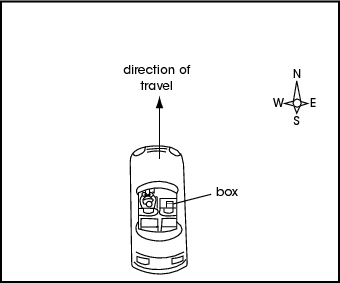 direction of
travel
N
W E
S
box